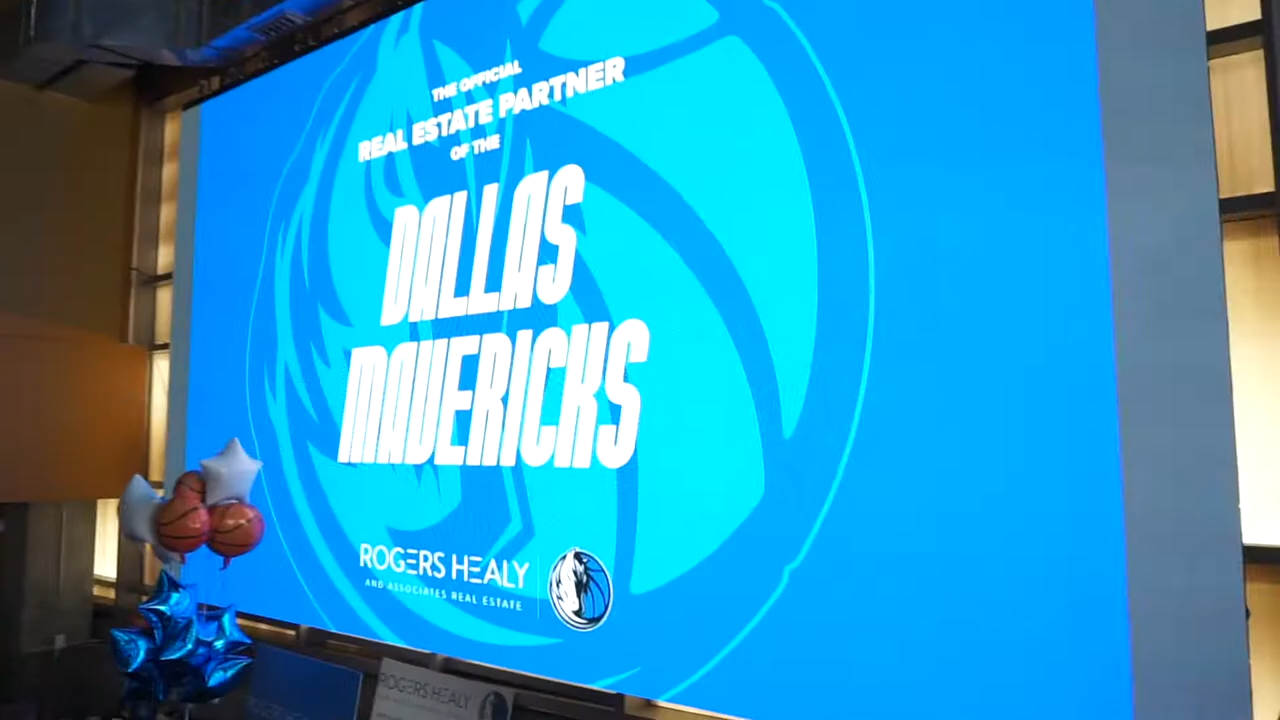 THE OFFICIAL
REAL ESTATE PARTNER
OF THE
DALLAS
MAVERICKS
ROGERS HEALY
AND ASSOCIATES REAL ESTATE
ROGERS HEALY